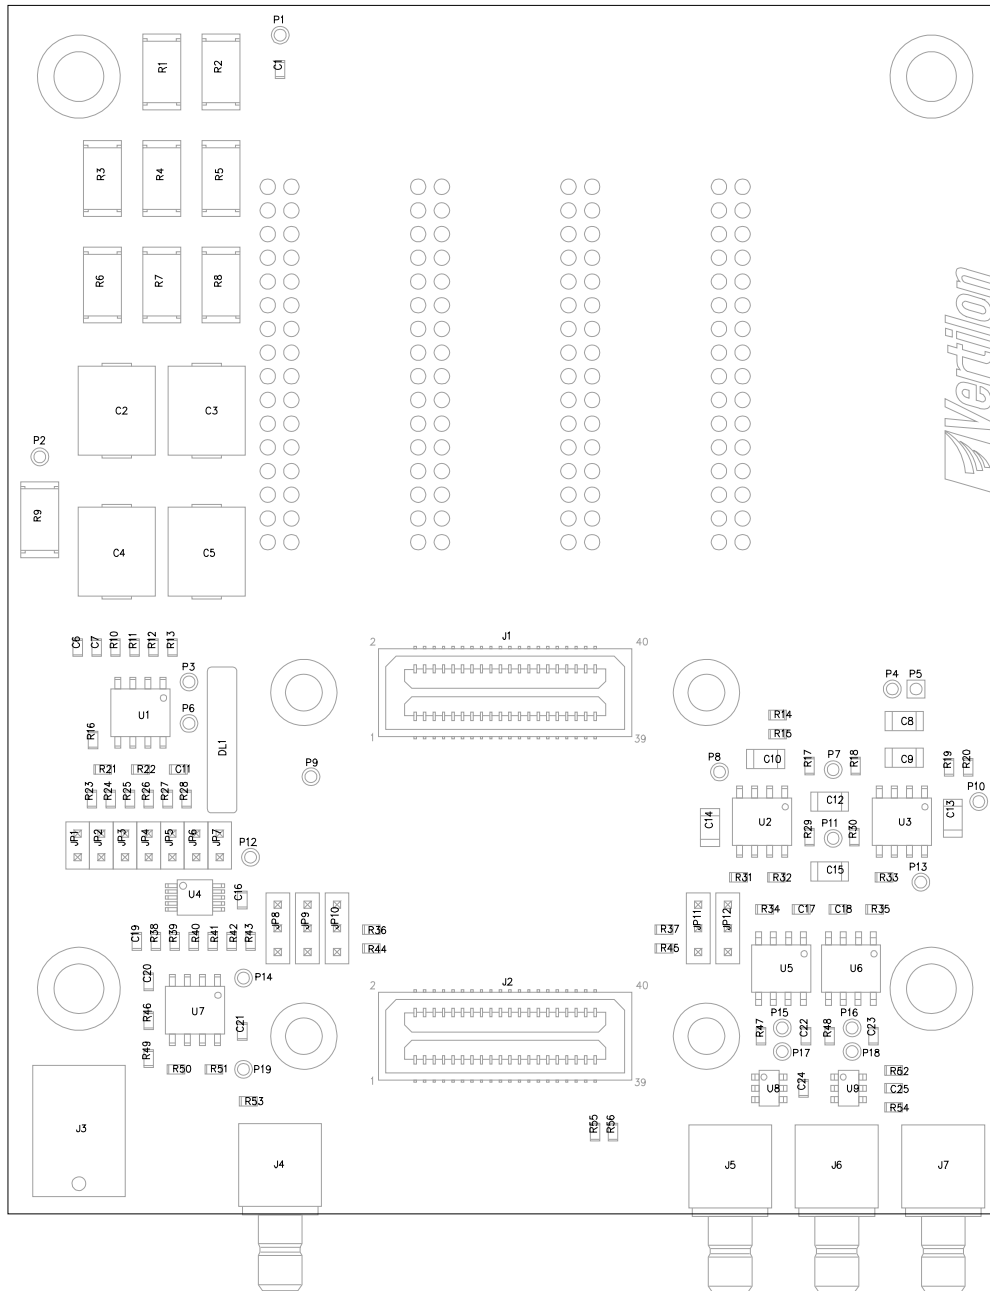 P1
R1 R2 C1
R3 R4 R5
R6 R7 R8
Vertilon
C2 C3
P2
R9
C4 C5
C6 C7 R10 R11 R12 R13
2 J1 40
P3 P4 P5
U1 P6 R14 C8
R16 R15
1 39
DL1
R21 R22 C11 P9 P8 C10 R17 P7 R18 C9 R19 R20
R23 R24 R25 R26 R27 R28 C12 P10
C14 U2 R29 P11 R30 U3 C13
JP1 JP2 JP3 JP4 JP5 JP6 JP7
P12
C15
R31 R32 R33 P13
U4 C16
JP8 JP9 JP10 JP11 JP12
R34 C17 C18 R35
C19 R38 R39 R40 R41 R42 R43 R36 R37
R44 R45
U5 U6
C20 P14
2 J2 40
U7
R46 C21
P15 P16
R47 C22 R48 C23
R49 P17 P18
R50 R51 P19
1 39
U8 C24 U9 R52
C25
R53 R54
J3 R55 R56
J4 J5 J6 J7